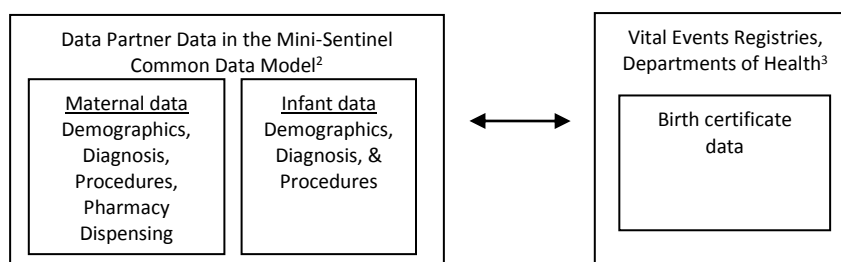 Data Partner Data in the Mini-Sentinel
Common Data Model²
Maternal data
Demographics,
Diagnosis,
Procedures,
Pharmacy
Dispensing
Infant data
Demographics,
Diagnosis, &
Procedures
Vital Events Registries,
Departments of Health³
Birth certificate
data